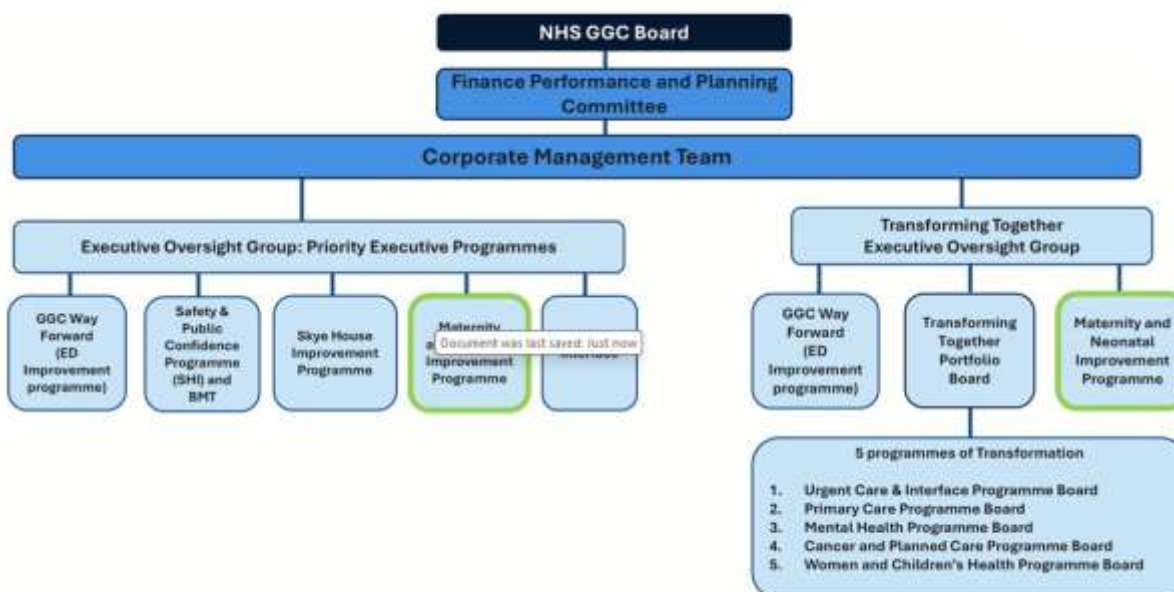 NHS GGC Board
Finance Performance and Planning
Committee
Corporate Management Team
Executive Oversight Group: Priority Executive Programmes
Transforming Together
Executive Oversight Group
GGC Way
Forward
(ED
Improvement
programme)
Safety &
Public
Confidence
Programme
(SHI) and
BMT
Skye House
Improvement
Programme
Maternity
Document was last saved: Just now
Improvement
Programme
Interface
GGC Way
Forward
(ED
Improvement
programme)
Transforming
Together
Portfolio
Board
Maternity and
Neonatal
Improvement
Programme
5 programmes of Transformation
1. Urgent Care & Interface Programme Board
2. Primary Care Programme Board
3. Mental Health Programme Board
4. Cancer and Planned Care Programme Board
5. Women and Children's Health Programme Board